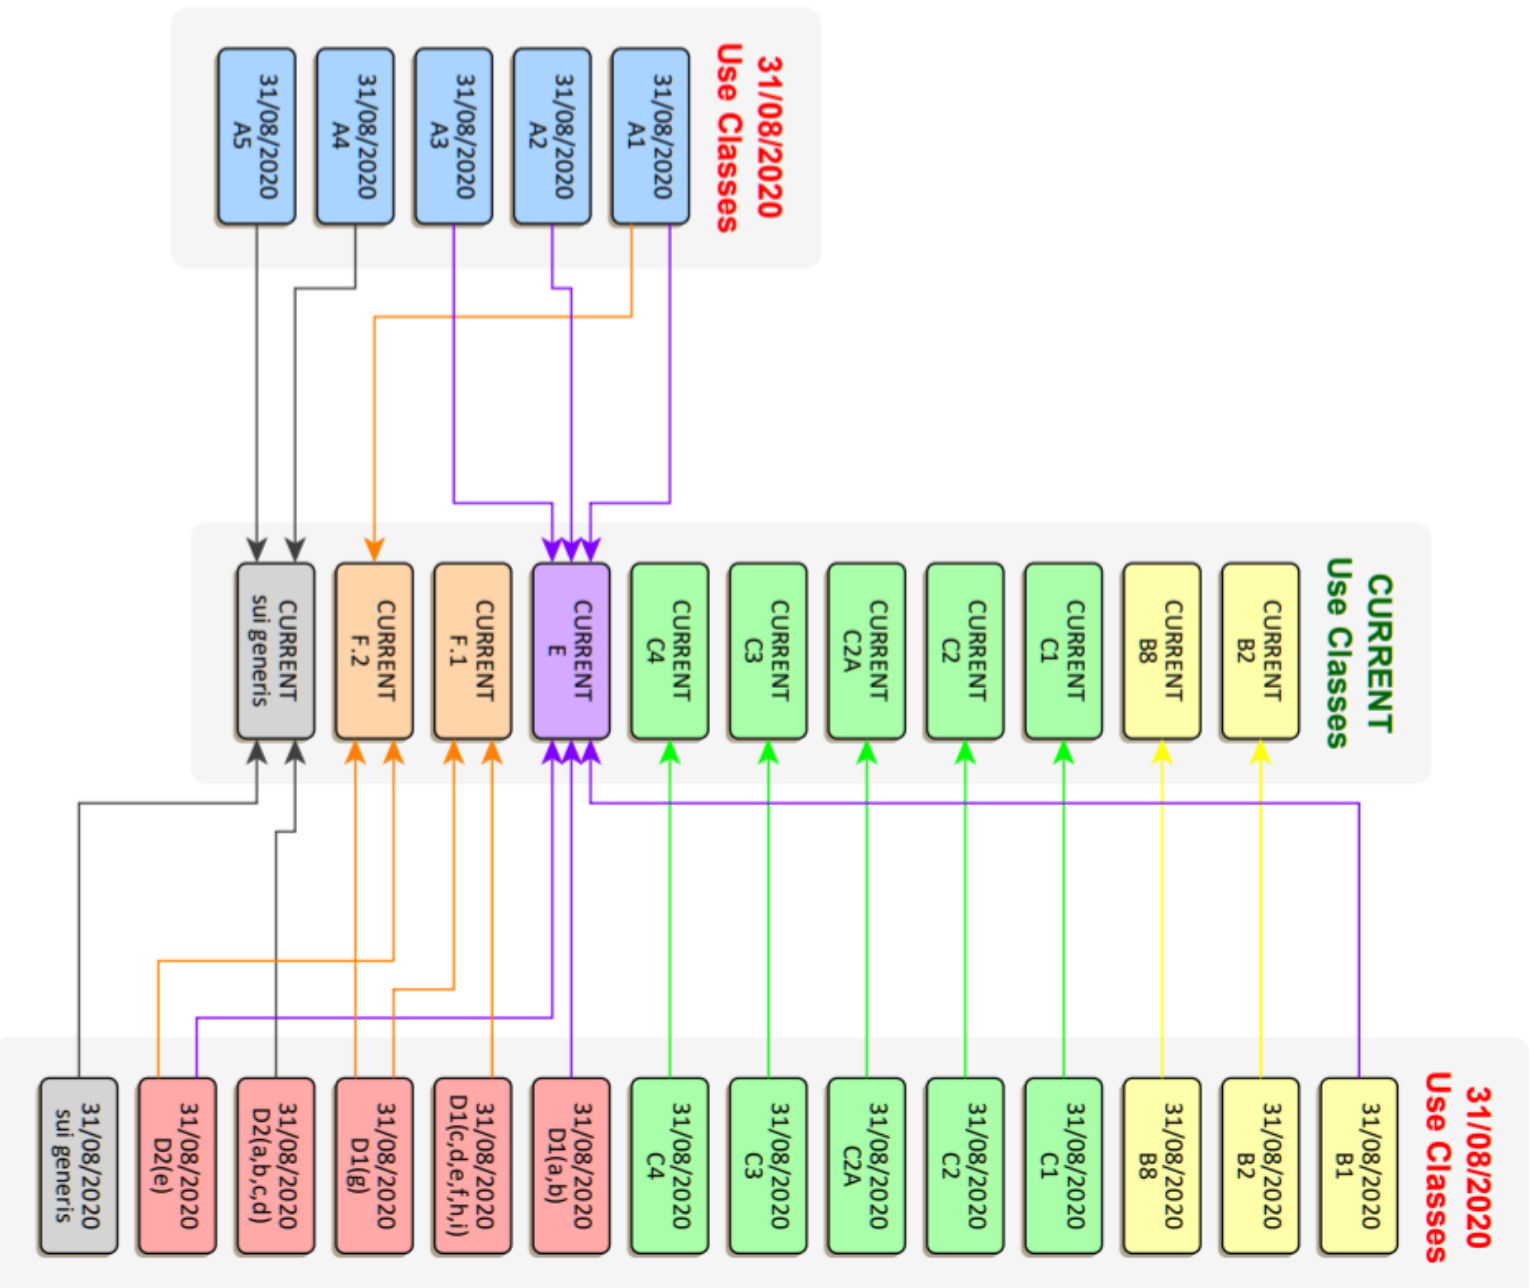 31/08/2020
Use Classes
31/08/2020
A1
31/08/2020
A2
31/08/2020
A3
31/08/2020
A4
31/08/2020
A5
CURRENT
Use Classes
CURRENT
B2
CURRENT
B8
CURRENT
C1
CURRENT
C2
CURRENT
C2A
CURRENT
C3
CURRENT
C4
CURRENT
E
CURRENT
F.1
CURRENT
F.2
CURRENT
sui generis
31/08/2020
Use Classes
31/08/2020
B1
31/08/2020
B2
31/08/2020
B8
31/08/2020
C1
31/08/2020
C2
31/08/2020
C2A
31/08/2020
C3
31/08/2020
C4
31/08/2020
D1(a,b)
31/08/2020
D1(c,d,e,f,h,i)
31/08/2020
D1(g)
31/08/2020
D2(a,b,c,d)
31/08/2020
D2(e)
31/08/2020
sui generis